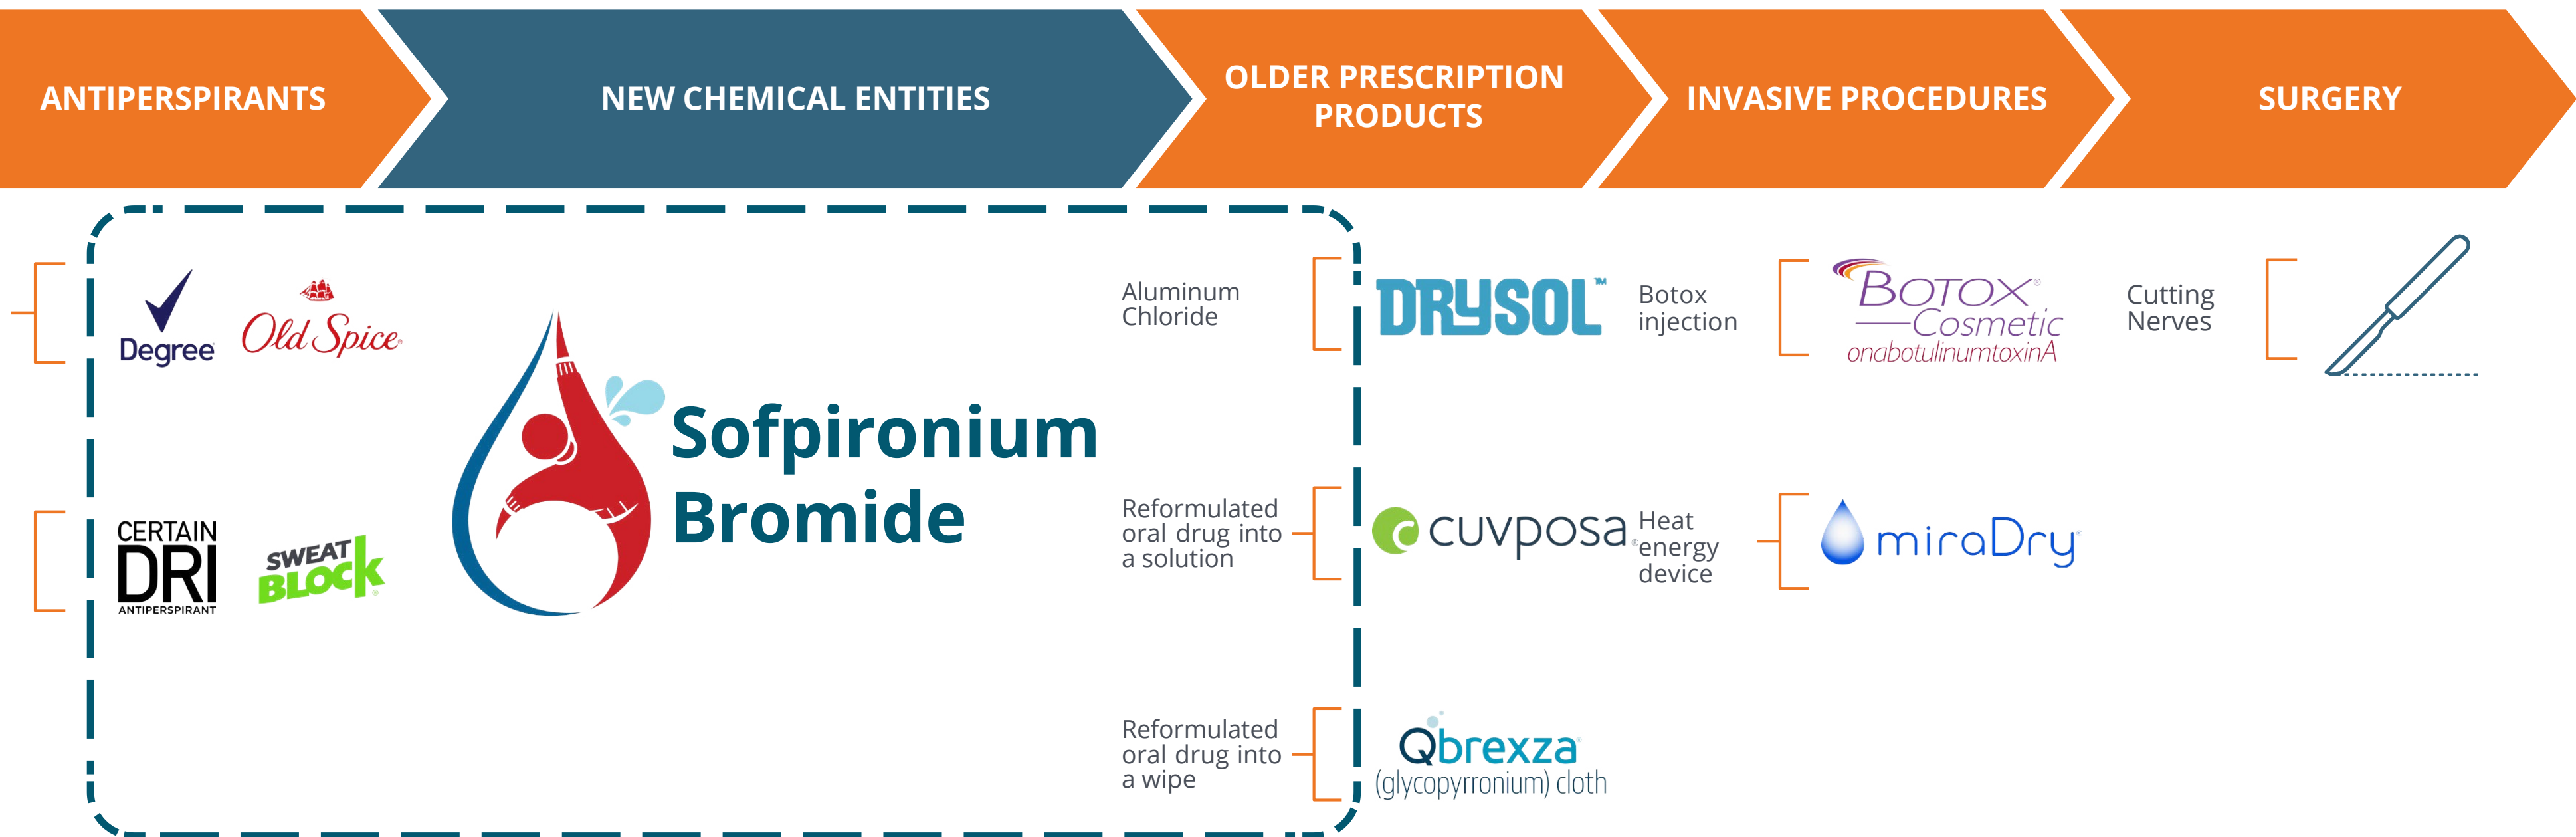 ANTIPERSPIRANTS
NEW CHEMICAL ENTITIES
OLDER PRESCRIPTION
PRODUCTS
INVASIVE PROCEDURES
SURGERY
Degree
Old Spice
CERTAIN
DRI
ANTIPERSPIRANT
SWEAT
BLOCK
Sofpironium
Bromide
Aluminum
Chloride
DRYSOL™
Reformulated
oral drug into
a solution
cuvposa
Reformulated
oral drug into
a wipe
Qbrexza
(glycopyrronium) cloth
Botox
injection
BOTOX®
Cosmetic
onabotulinumtoxinA
Heat
energy
device
miraDry
Cutting
Nerves